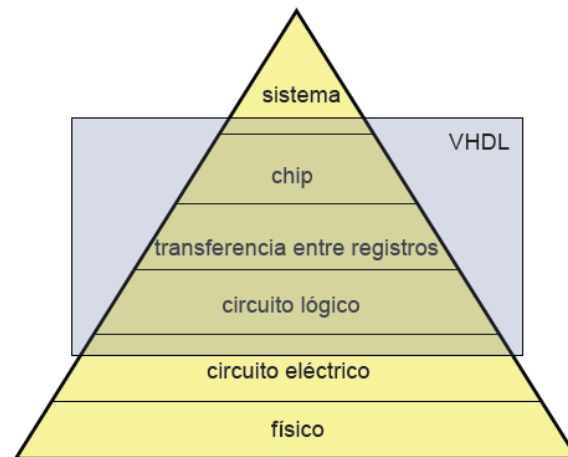 sistema
VHDL
chip
transferencia entre registros
circuito lógico
circuito eléctrico
físico